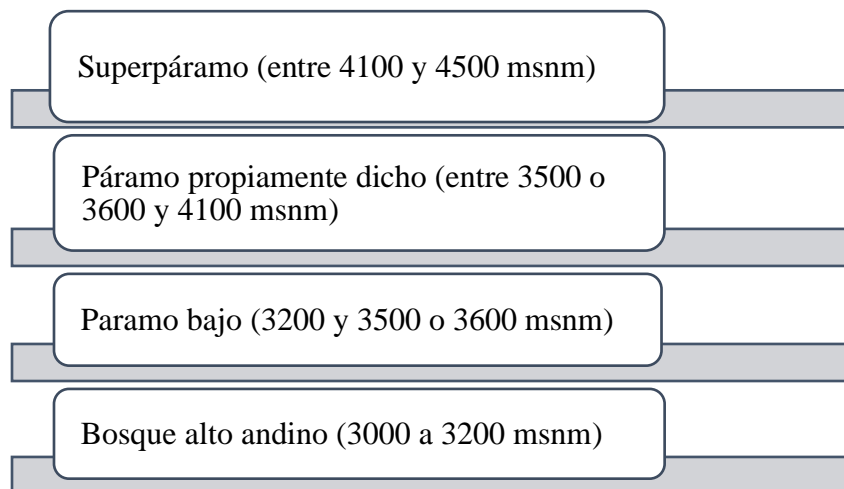 Superpáramo (entre 4100 y 4500 msnm)
Páramo propiamente dicho (entre 3500 o
3600 y 4100 msnm)
Paramo bajo (3200 y 3500 o 3600 msnm)
Bosque alto andino (3000 a 3200 msnm)